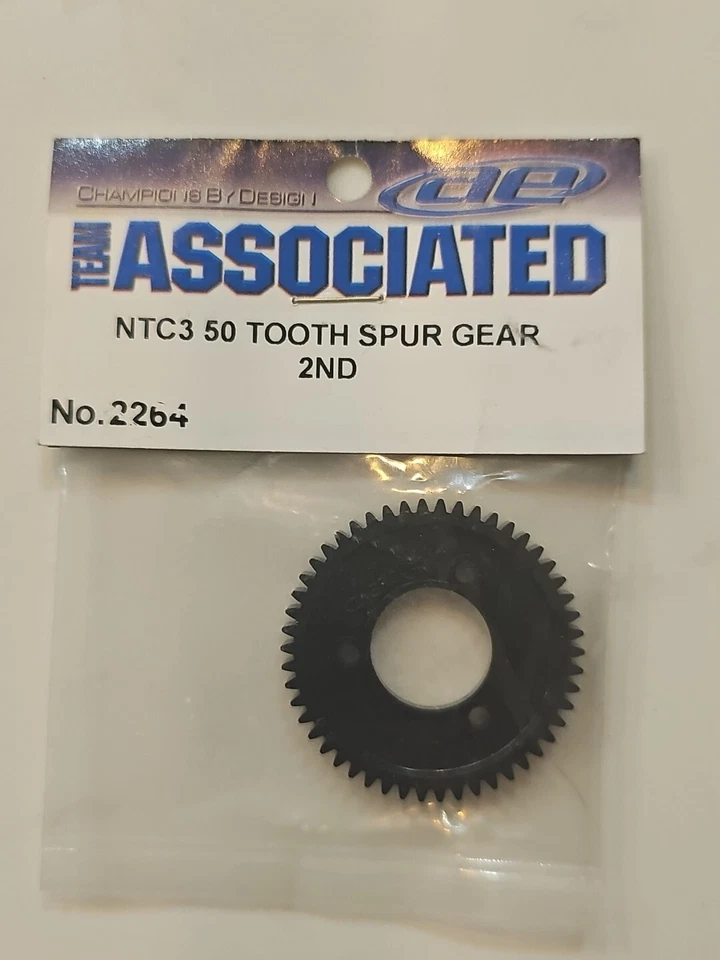 CHAMPIONS BY DESIGN
ae
TEAM ASSOCIATED
NTC3 50 TOOTH SPUR GEAR
2ND
No.2264